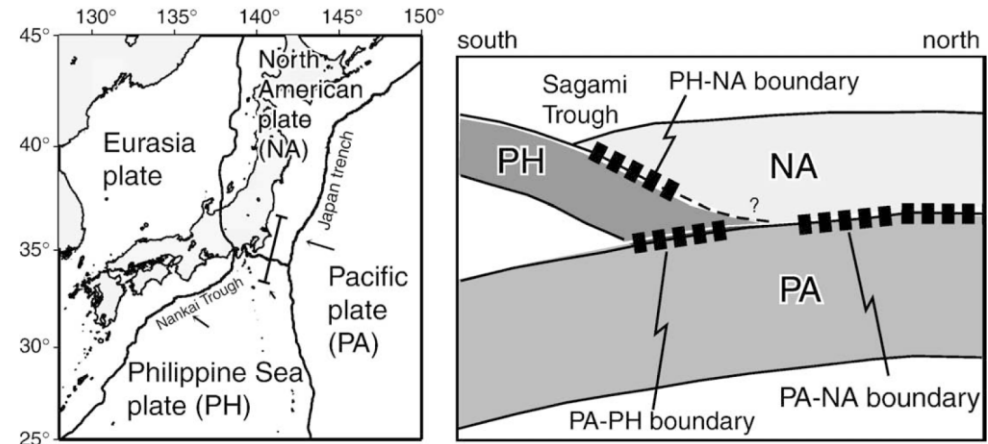 130° 135° 140° 145° 150°
45°
40°
35°
30°
25°
North
American
plate
(NA)
Eurasia
plate
Japan trench
Pacific
plate
(PA)
Nankai Trough
Philippine Sea
plate (PH)
south north
Sagami
Trough
PH-NA boundary
PH
NA
?
PA
PA-PH boundary
PA-NA boundary